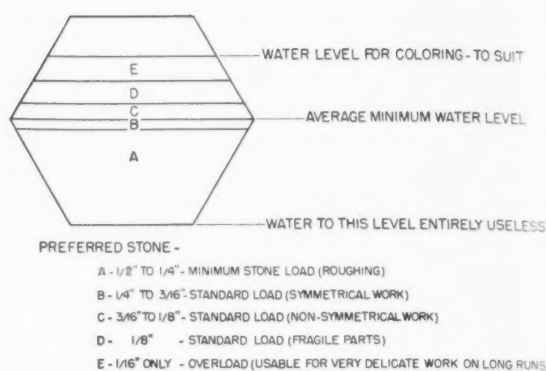 WATER LEVEL FOR COLORING - TO SUIT
E
D
C
AVERAGE MINIMUM WATER LEVEL
B
A
WATER TO THIS LEVEL ENTIRELY USELESS
PREFERRED STONE -
A - 1/2" TO 1/4" - MINIMUM STONE LOAD (ROUGHING)
B - 1/4" TO 3/16" - STANDARD LOAD (SYMMETRICAL WORK)
C - 3/16" TO 1/8" - STANDARD LOAD (NON-SYMMETRICAL WORK)
D - 1/8" - STANDARD LOAD (FRAGILE PARTS)
E - 1/16" ONLY - OVERLOAD (USABLE FOR VERY DELICATE WORK ON LONG RUNS